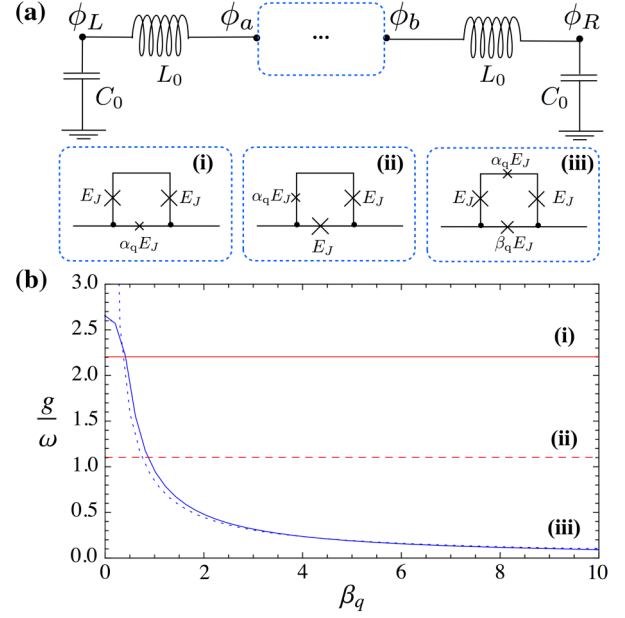 (a)
ϕ_L ϕ_a ... ϕ_b ϕ_R
L_0 L_0
C_0 C_0
(i) (ii) (iii)
α_q E_J
E_J E_J α_q E_J E_J E_J
α_q E_J E_J β_q E_J
(b)
3.0
2.5
(i)
2.0
g/ω
1.5
(ii)
1.0
0.5
(iii)
0.0
0 2 4 6 8 10
β_q